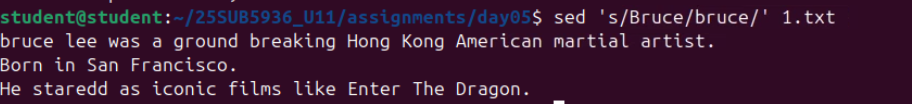 student@student:~/25SUB5936_U11/assignments/day05$ sed 's/Bruce/bruce/' 1.txt
bruce lee was a ground breaking Hong Kong American martial artist.
Born in San Francisco.
He staredd as iconic films like Enter The Dragon.